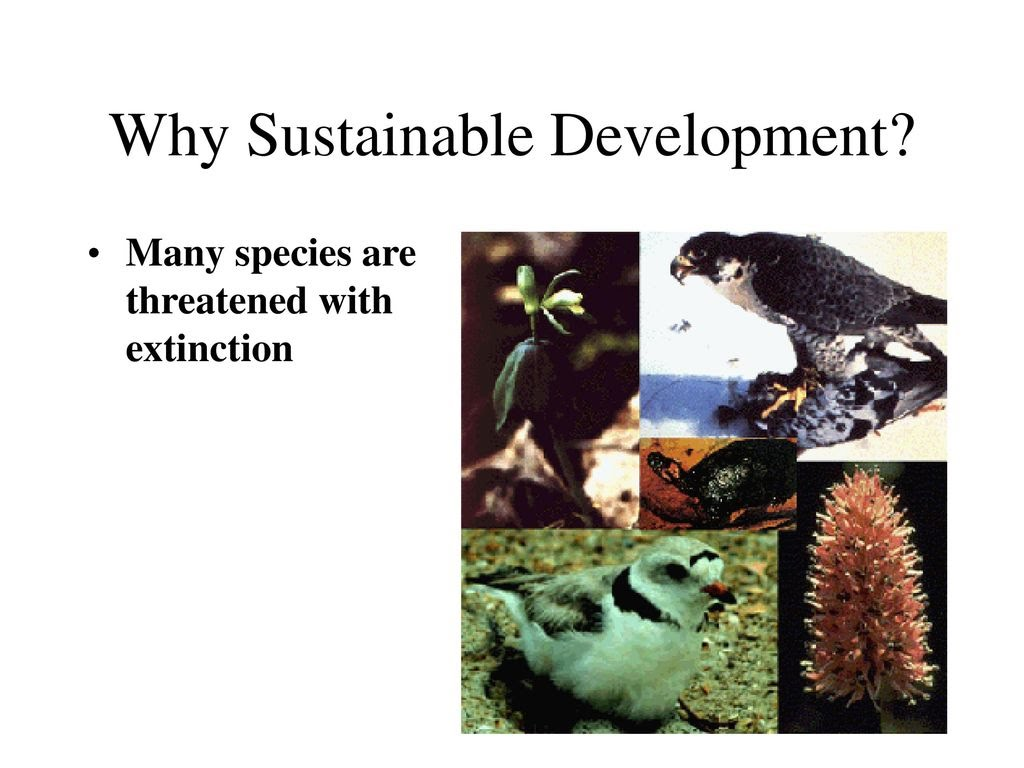 Why Sustainable Development?
• Many species are
threatened with
extinction